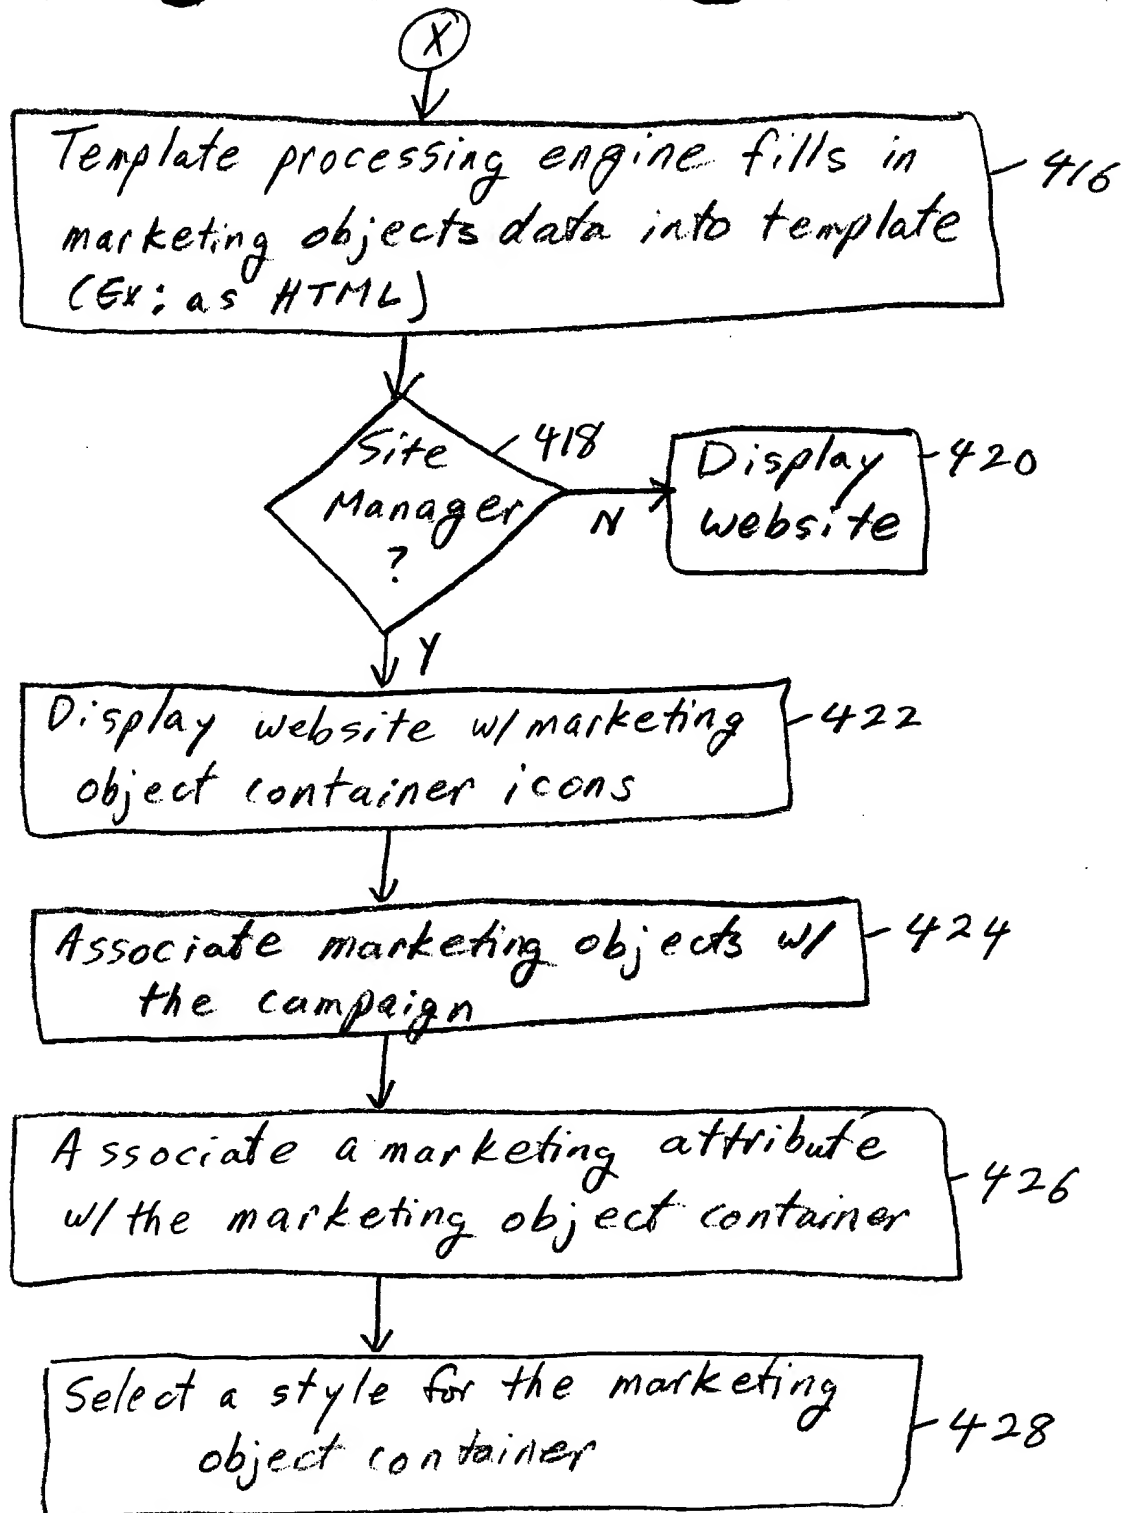 X
Template processing engine fills in
416
marketing objects data into template
(Ex: as HTML)
Site
418
Manager
?
N
Display
420
website
Y
Display website w/marketing
422
object container icons
Associate marketing objects w/
424
the campaign
Associate a marketing attribute
426
w/ the marketing object container
Select a style for the marketing
428
object container